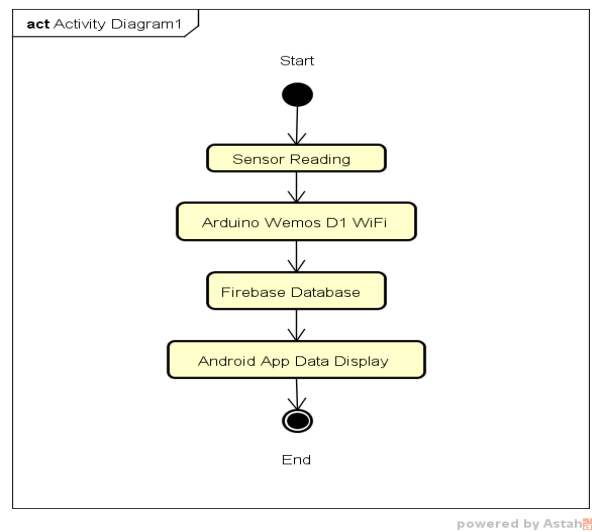 act Activity Diagram1
Start
Sensor Reading
Arduino Wemos D1 WiFi
Firebase Database
Android App Data Display
End
powered by Astah